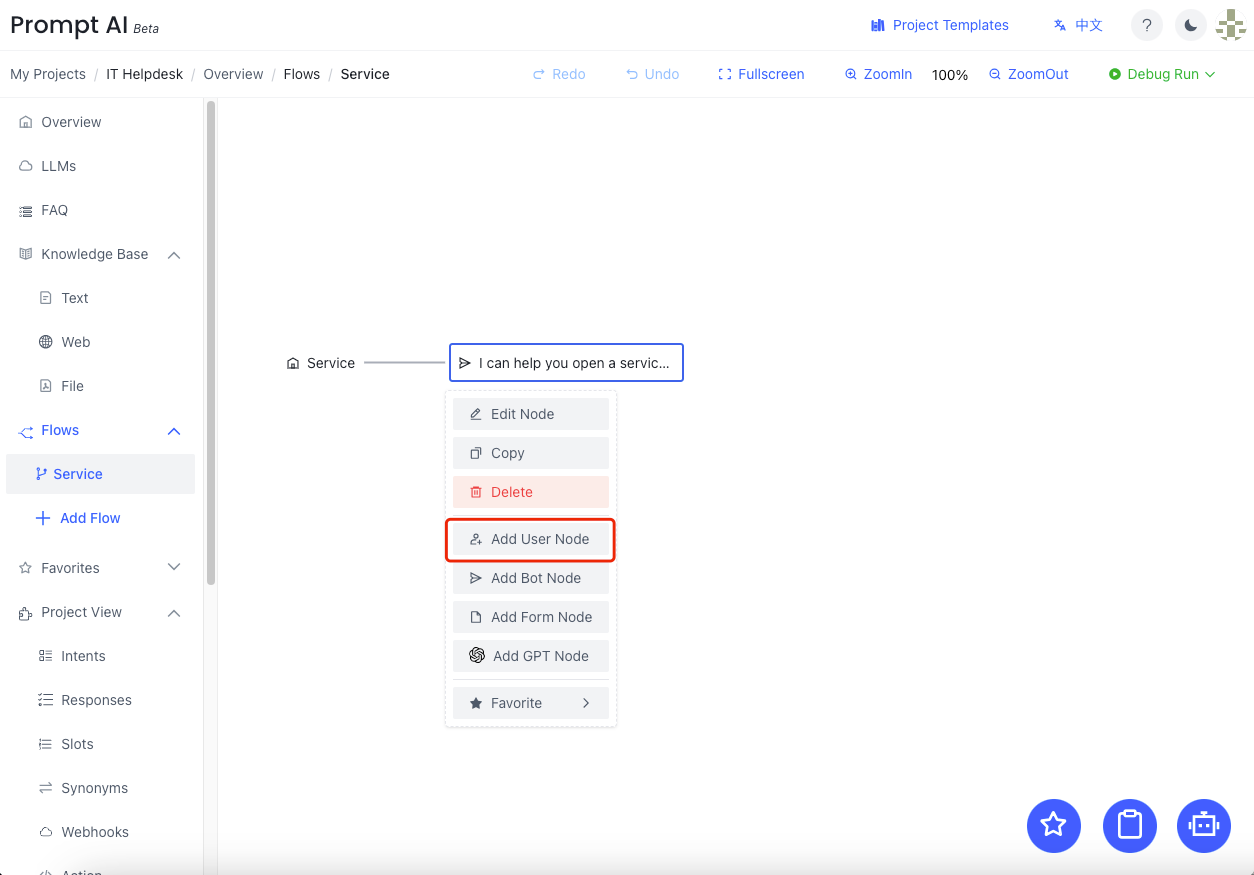 Prompt AI Beta
Project Templates
中文
?
My Projects / IT Helpdesk / Overview / Flows / Service
Redo
Undo
Fullscreen
ZoomIn
100%
ZoomOut
Debug Run
Overview
LLMs
FAQ
Knowledge Base
Text
Web
File
Flows
Service
Add Flow
Favorites
Project View
Intents
Responses
Slots
Synonyms
Webhooks
Action
Service
I can help you open a servic...
Edit Node
Copy
Delete
Add User Node
Add Bot Node
Add Form Node
Add GPT Node
Favorite